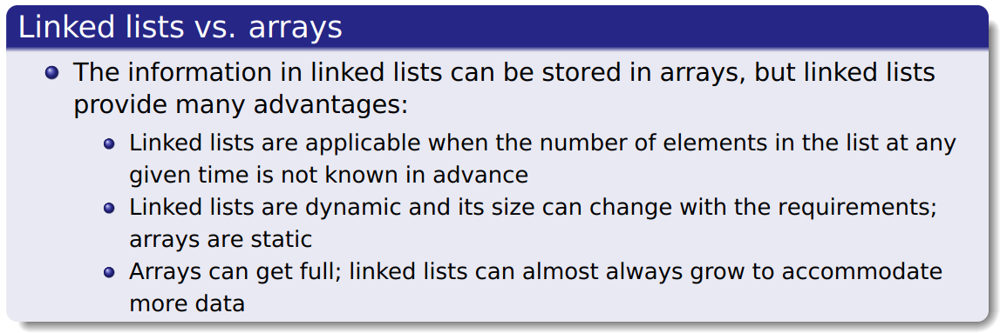 Linked lists vs. arrays
The information in linked lists can be stored in arrays, but linked lists
provide many advantages:
Linked lists are applicable when the number of elements in the list at any
given time is not known in advance
Linked lists are dynamic and its size can change with the requirements;
arrays are static
Arrays can get full; linked lists can almost always grow to accommodate
more data